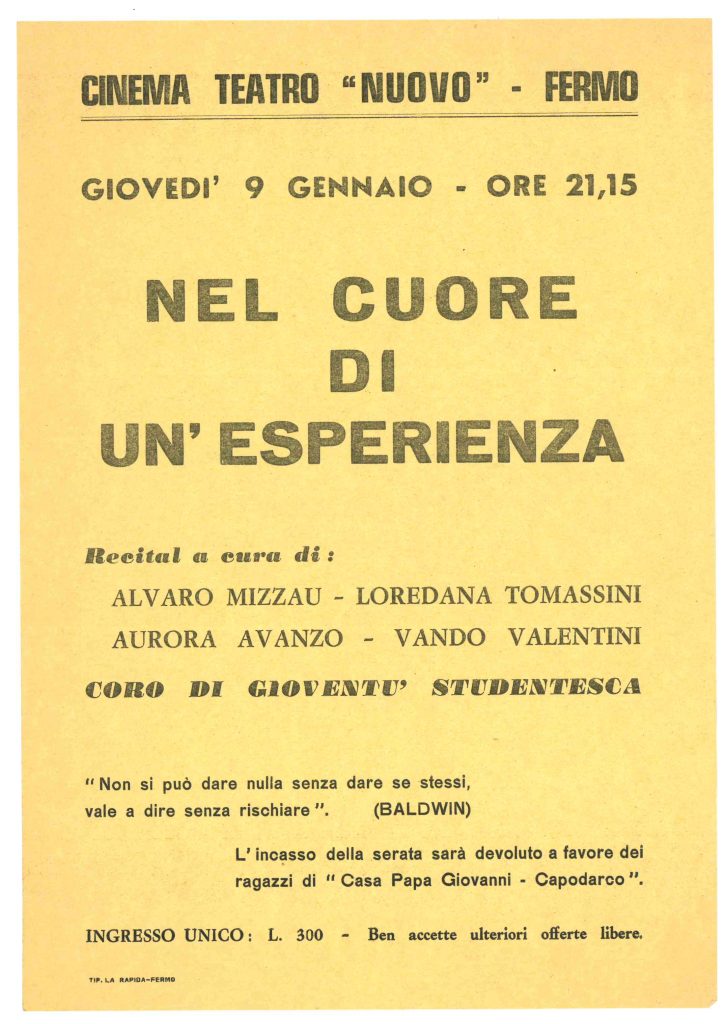 CINEMA TEATRO “NUOVO” - FERMO
GIOVEDI’ 9 GENNAIO - ORE 21,15
NEL CUORE
DI
UN’ ESPERIENZA
Recital a cura di :
ALVARO MIZZAU - LOREDANA TOMASSINI
AURORA AVANZO - VANDO VALENTINI
CORO DI GIOVENTU’ STUDENTESCA
“ Non si può dare nulla senza dare se stessi,
vale a dire senza rischiare ”. (BALDWIN)
L’ incasso della serata sarà devoluto a favore dei
ragazzi di “ Casa Papa Giovanni - Capodarco ”.
INGRESSO UNICO : L. 300 - Ben accette ulteriori offerte libere.
TIP. LA RAPIDA-FERMO